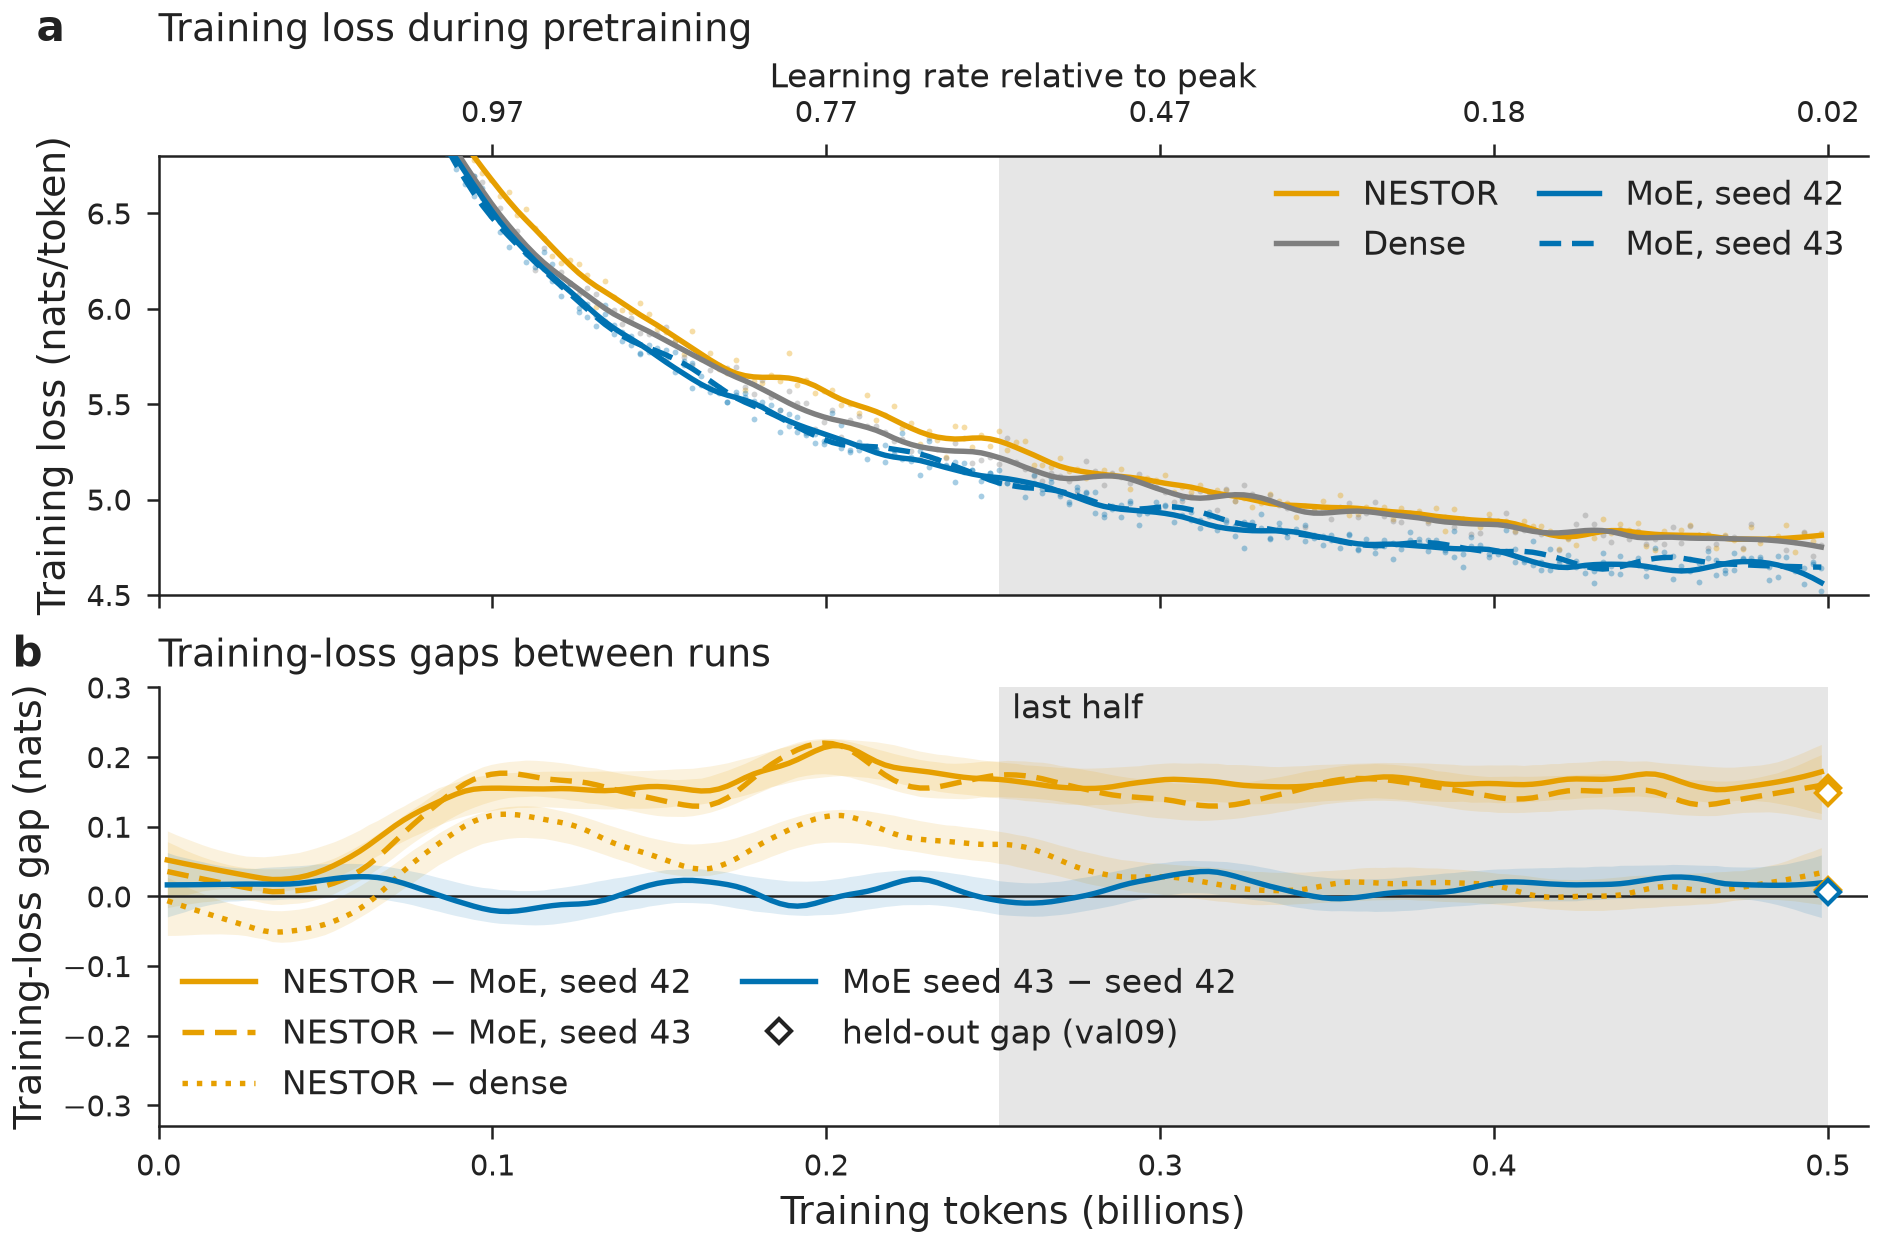 a
Training loss during pretraining
Learning rate relative to peak
0.97 0.77 0.47 0.18 0.02
Training loss (nats/token)
6.5
6.0
5.5
5.0
4.5
NESTOR
Dense
MoE, seed 42
MoE, seed 43
b
Training-loss gaps between runs
Training-loss gap (nats)
0.3
0.2
0.1
0.0
−0.1
−0.2
−0.3
last half
NESTOR − MoE, seed 42
NESTOR − MoE, seed 43
NESTOR − dense
MoE seed 43 − seed 42
held-out gap (val09)
0.0 0.1 0.2 0.3 0.4 0.5
Training tokens (billions)